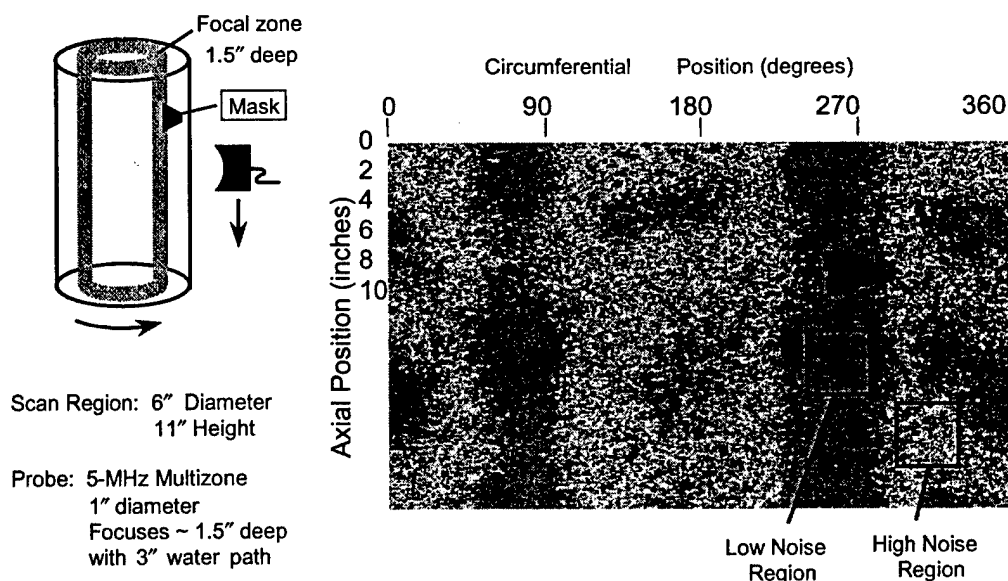 Focal zone
1.5″ deep
Mask
Scan Region: 6″ Diameter
11″ Height
Probe: 5-MHz Multizone
1″ diameter
Focuses ~ 1.5″ deep
with 3″ water path
Circumferential Position (degrees)
0 90 180 270 360
Axial Position (inches)
0
2
4
6
8
10
Low Noise
Region
High Noise
Region